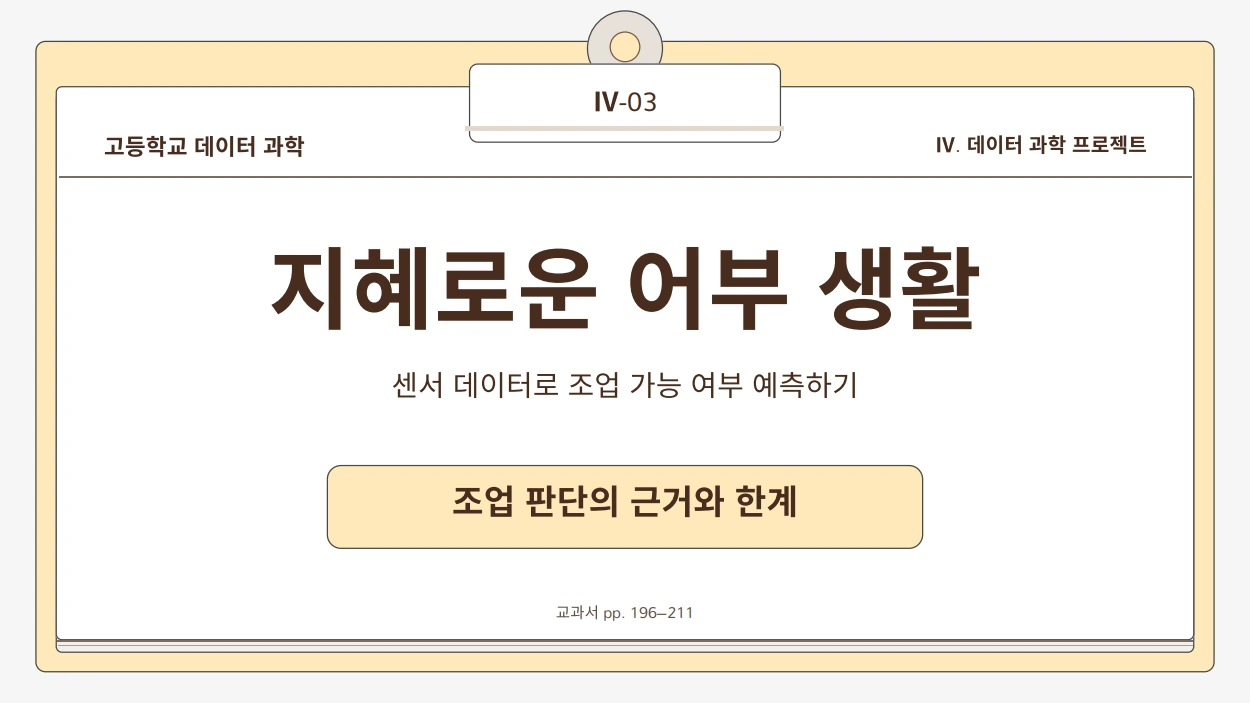 IV-03
고등학교 데이터 과학
IV. 데이터 과학 프로젝트
지혜로운 어부 생활
센서 데이터로 조업 가능 여부 예측하기
조업 판단의 근거와 한계
교과서 pp. 196–211